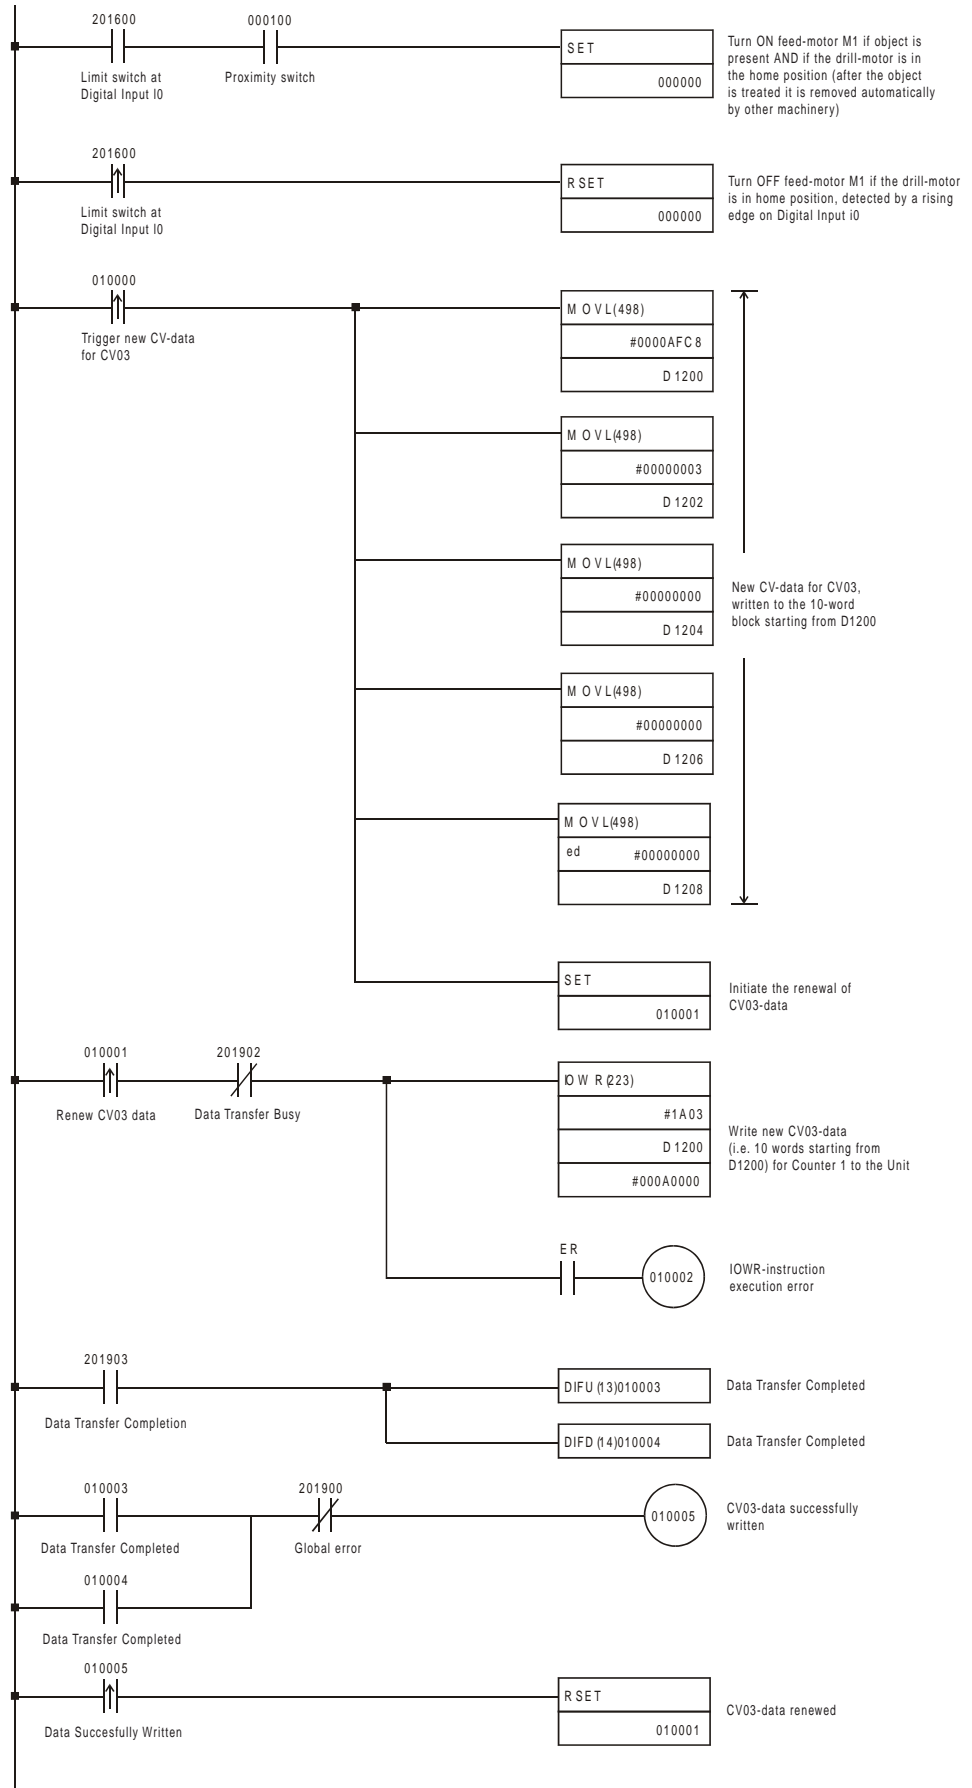 201600
000100
SET
000000
Limit switch at
Digital Input I0
Proximity switch
Turn ON feed-motor M1 if object is
present AND if the drill-motor is in
the home position (after the object
is treated it is removed automatically
by other machinery)
201600
RSET
000000
Limit switch at
Digital Input I0
Turn OFF feed-motor M1 if the drill-motor
is in home position, detected by a rising
edge on Digital Input i0
010000
Trigger new CV-data
for CV03
MOVL(498)
#0000AFC8
D1200
MOVL(498)
#00000003
D1202
MOVL(498)
#00000000
D1204
New CV-data for CV03,
written to the 10-word
block starting from D1200
MOVL(498)
#00000000
D1206
MOVL(498)
ed #00000000
D1208
SET
010001
Initiate the renewal of
CV03-data
010001
201902
Renew CV03 data
Data Transfer Busy
IOWR(223)
#1A03
D1200
#000A0000
Write new CV03-data
(i.e. 10 words starting from
D1200) for Counter 1 to the Unit
ER
010002
IOWR-instruction
execution error
201903
Data Transfer Completion
DIFU(13)010003
Data Transfer Completed
DIFD(14)010004
Data Transfer Completed
010003
201900
Data Transfer Completed
Global error
010005
CV03-data successfully
written
010004
Data Transfer Completed
010005
Data Succesfully Written
RSET
010001
CV03-data renewed